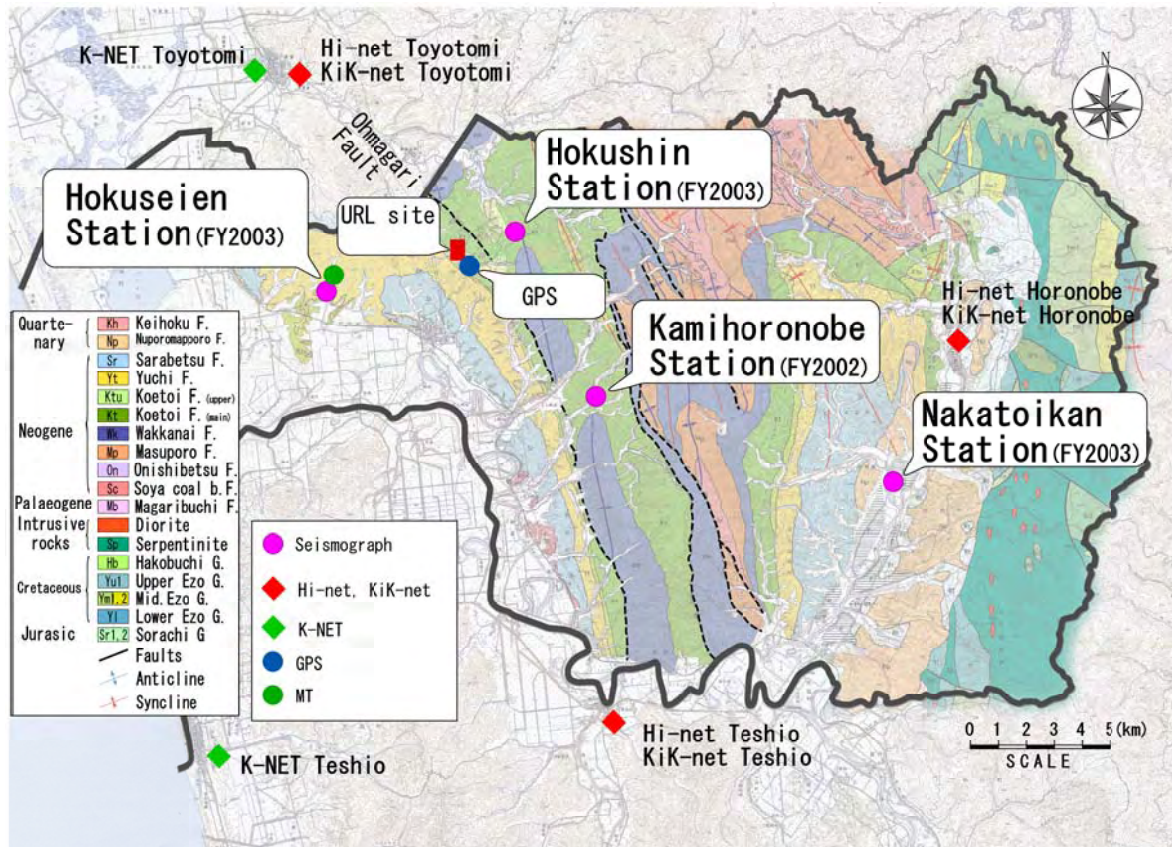 K-NET Toyotomi
Hi-net Toyotomi
KiK-net Toyotomi
Ohmagari
Fault
Hokushin
Station(FY2003)
Hokuseien
Station(FY2003)
URL site
GPS
Hi-net Horonobe
KiK-net Horonobe
Kamihoronobe
Station(FY2002)
Nakatoikan
Station(FY2003)
Quarte-
nary
Kh Keihoku F.
Np Nuporomapporo F.
Neogene
Sr Sarabetsu F.
Yt Yuchi F.
Ktu Koetoi F. (upper)
Kt Koetoi F. (main)
Wk Wakkanai F.
Mp Masuporo F.
On Onishibetsu F.
Sc Soya coal b. F.
Palaeogene Mb Magaribuchi F.
Intrusive
rocks
Diorite
Sp Serpentinite
Cretaceous
Hb Hakobuchi G.
Yu1 Upper Ezo G.
Ym1,2 Mid. Ezo G.
Yl Lower Ezo G.
Jurasic Sr1,2 Sorachi G
Faults
Anticline
Syncline
Seismograph
Hi-net, KiK-net
K-NET
GPS
MT
K-NET Teshio
Hi-net Teshio
KiK-net Teshio
0 1 2 3 4 5(km)
SCALE